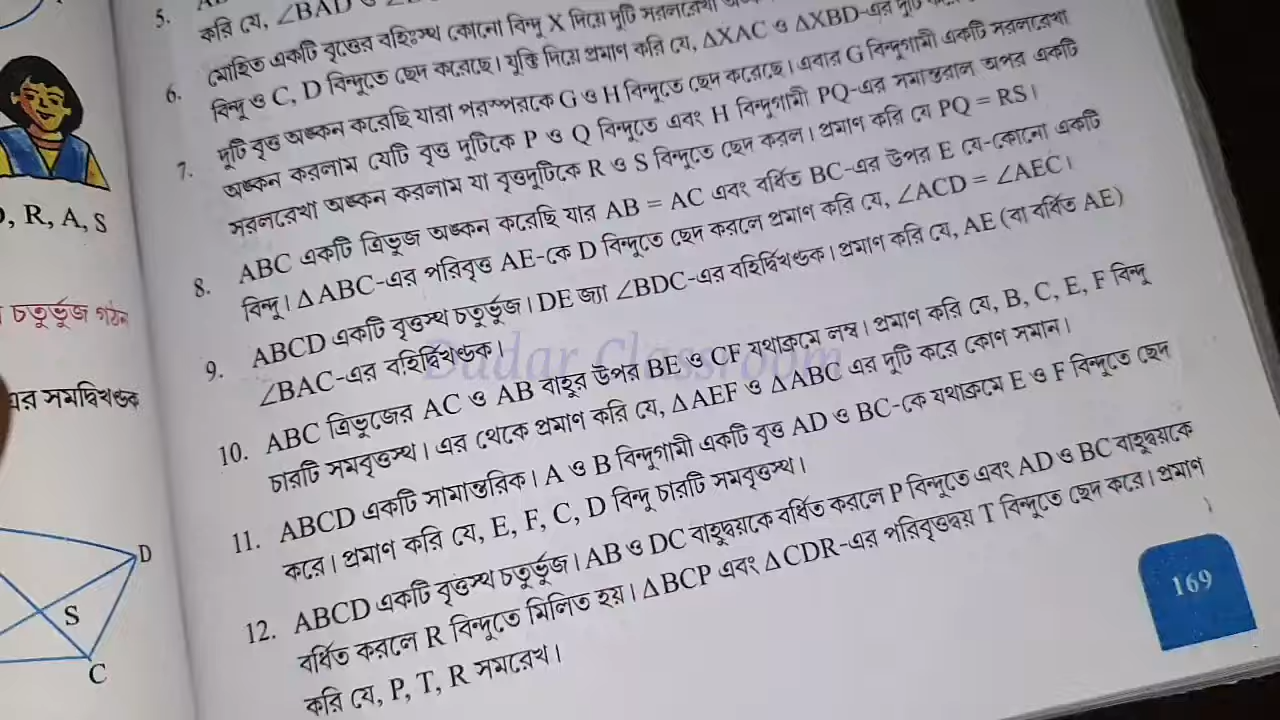 5.
করি যে, ∠BAD ও ∠
6. মোহিত একটি বৃত্তের বহিঃস্থ কোনো বিন্দু X দিয়ে দুটি সরলরেখা
বিন্দু ও C, D বিন্দুতে ছেদ করেছে। যুক্তি দিয়ে প্রমাণ করি যে, ΔXAC ও ΔXBD-এর দুটি
7. দুটি বৃত্ত অঙ্কন করেছি যারা পরস্পরকে G ও H বিন্দুতে ছেদ করেছে। এবার G বিন্দুগামী একটি সরলরেখা
অঙ্কন করলাম যেটি বৃত্ত দুটিকে P ও Q বিন্দুতে এবং H বিন্দুগামী PQ-এর সমান্তরাল অপর একটি
সরলরেখা অঙ্কন করলাম যা বৃত্তদুটিকে R ও S বিন্দুতে ছেদ করল। প্রমাণ করি যে PQ = RS।
8. ABC একটি ত্রিভুজ অঙ্কন করেছি যার AB = AC এবং বর্ধিত BC-এর উপর E যে-কোনো একটি
বিন্দু। ΔABC-এর পরিবৃত্ত AE-কে D বিন্দুতে ছেদ করলে প্রমাণ করি যে, ∠ACD = ∠AEC।
9. ABCD একটি বৃত্তস্থ চতুর্ভুজ। DE জ্যা ∠BDC-এর বহির্দ্বিখণ্ডক। প্রমাণ করি যে, AE (বা বর্ধিত AE)
∠BAC-এর বহির্দ্বিখণ্ডক।
10. ABC ত্রিভুজের AC ও AB বাহুর উপর BE ও CF যথাক্রমে লম্ব। প্রমাণ করি যে, B, C, E, F বিন্দু
চারটি সমবৃত্তস্থ। এর থেকে প্রমাণ করি যে, ΔAEF ও ΔABC এর দুটি করে কোণ সমান।
11. ABCD একটি সামান্তরিক। A ও B বিন্দুগামী একটি বৃত্ত AD ও BC-কে যথাক্রমে E ও F বিন্দুতে ছেদ
করে। প্রমাণ করি যে, E, F, C, D বিন্দু চারটি সমবৃত্তস্থ।
12. ABCD একটি বৃত্তস্থ চতুর্ভুজ। AB ও DC বাহুদ্বয়কে বর্ধিত করলে P বিন্দুতে এবং AD ও BC বাহুদ্বয়কে
বর্ধিত করলে R বিন্দুতে মিলিত হয়। ΔBCP এবং ΔCDR-এর পরিবৃত্তদ্বয় T বিন্দুতে ছেদ করে। প্রমাণ
করি যে, P, T, R সমরেখ।
169
, R, A, S
চতুর্ভুজ গঠন
এর সমদ্বিখণ্ডক
D
S
C
Dadar Classroom